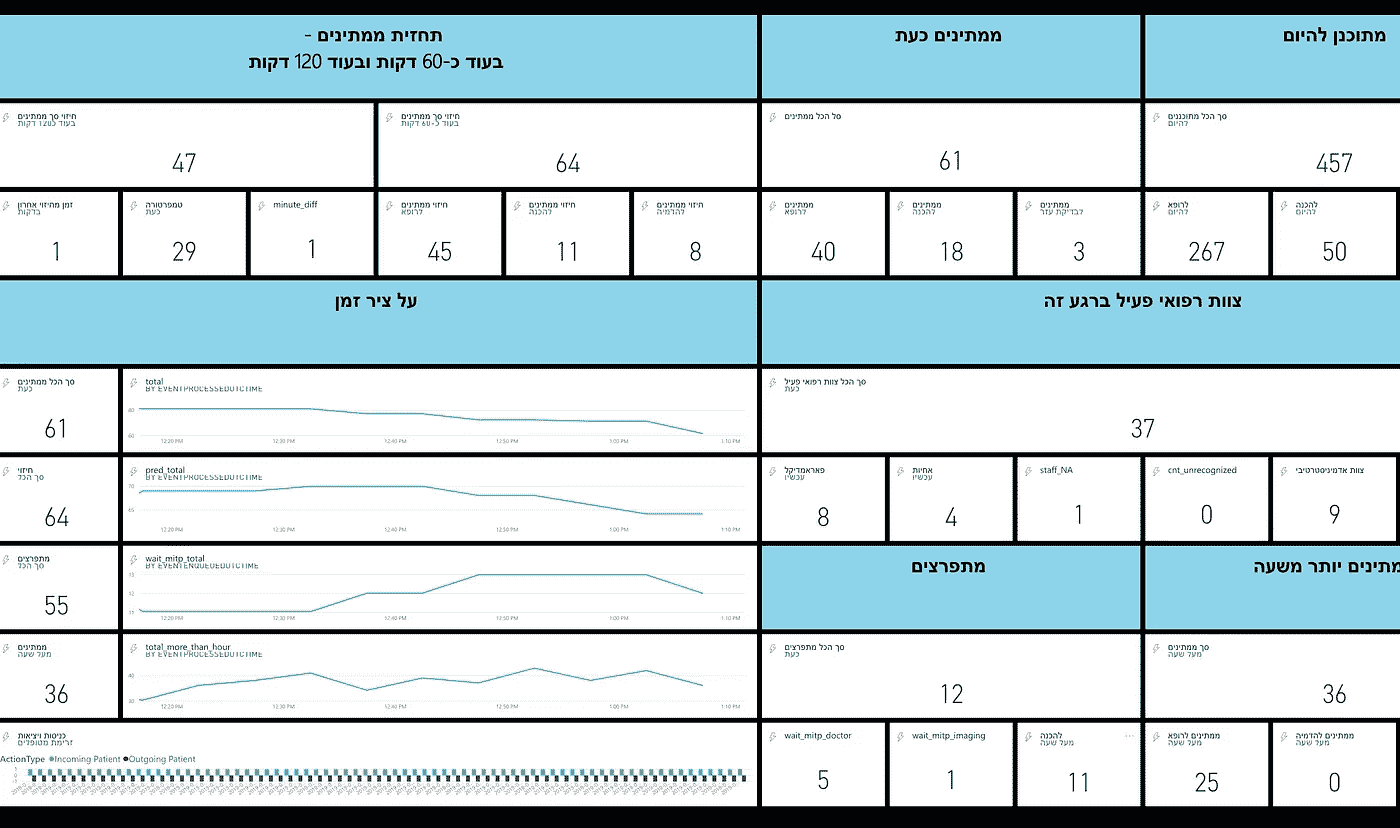 תחזית ממתינים -
בעוד כ-60 דקות ובעוד 120 דקות
ממתינים כעת
מתוכנן להיום
חיזוי סך ממתינים
בעוד כ120 דקות
47
חיזוי סך ממתינים
בעוד כ-60 דקות
64
סל הכל ממתינים
61
סך הכל מתוכננים
להיום
457
זמן מחיזוי אחרון
בדקות
1
טמפרטורה
כעת
29
minute_diff
1
חיזוי ממתינים
לרופא
45
חיזוי ממתינים
להכנה
11
חיזוי ממתינים
להדמיה
8
ממתינים
לרופא
40
ממתינים
להכנה
18
ממתינים
לבדיקת עזר
3
לרופא
להיום
267
להכנה
להיום
50
על ציר זמן
צוות רפואי פעיל ברגע זה
סך הכל ממתינים
כעת
61
total
BY EVENTPROCESSEDUTCTIME
80
60
12:20 PM 12:30 PM 12:40 PM 12:50 PM 1:00 PM 1:10 PM
סך הכל צוות רפואי פעיל
כעת
37
חיזוי
סך הכל
64
pred_total
BY EVENTPROCESSEDUTCTIME
70
65
12:20 PM 12:30 PM 12:40 PM 12:50 PM 1:00 PM 1:10 PM
פאראמדיקל
עכשיו
8
אחיות
עכשיו
4
staff_NA
1
cnt_unrecognized
0
צוות אדמיניסטרטיבי
9
מתפרצים
סך הכל
55
wait_mitp_total
BY EVENTENQUEUEDUTCTIME
13
12
11
12:20 PM 12:30 PM 12:40 PM 12:50 PM 1:00 PM 1:10 PM
מתפרצים
מתינים יותר משעה
ממתינים
מעל שעה
36
total_more_than_hour
BY EVENTPROCESSEDUTCTIME
40
30
12:20 PM 12:30 PM 12:40 PM 12:50 PM 1:00 PM 1:10 PM
סך הכל מתפרצים
כעת
12
סך ממתינים
מעל שעה
36
כניסות ויציאות
זרימת מטופלים
ActionType Incoming Patient Outgoing Patient
wait_mitp_doctor
5
wait_mitp_imaging
1
להכנה
מעל שעה
11
ממתינים לרופא
מעל שעה
25
ממתינים להדמיה
מעל שעה
0